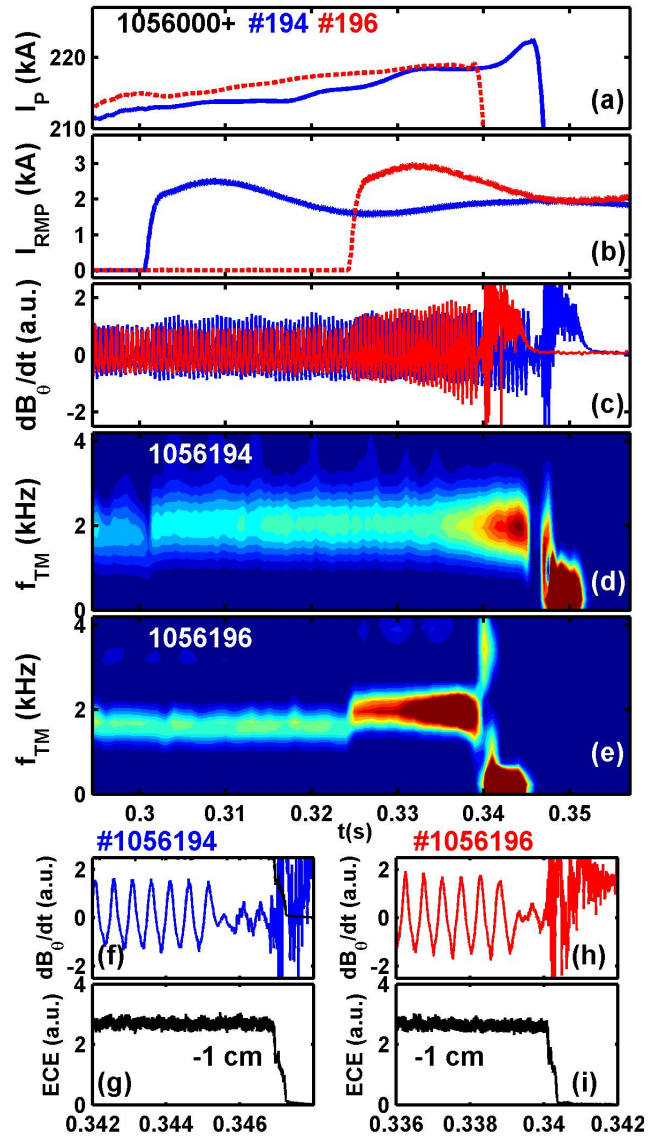 1056000+ #194 #196
I_P (kA)
220
210
(a)
I_RMP (kA)
3
2
1
0
(b)
dB_θ/dt (a.u.)
2
0
-2
(c)
f_TM (kHz)
4
2
0
1056194
(d)
f_TM (kHz)
4
2
0
1056196
(e)
0.3 0.31 0.32 0.33 0.34 0.35
t(s)
#1056194 #1056196
dB_θ/dt (a.u.)
2
0
-2
(f)
dB_θ/dt (a.u.)
2
0
-2
(h)
ECE (a.u.)
4
2
0
-1 cm
(g)
0.342 0.344 0.346
ECE (a.u.)
4
2
0
-1 cm
(i)
0.336 0.338 0.34 0.342